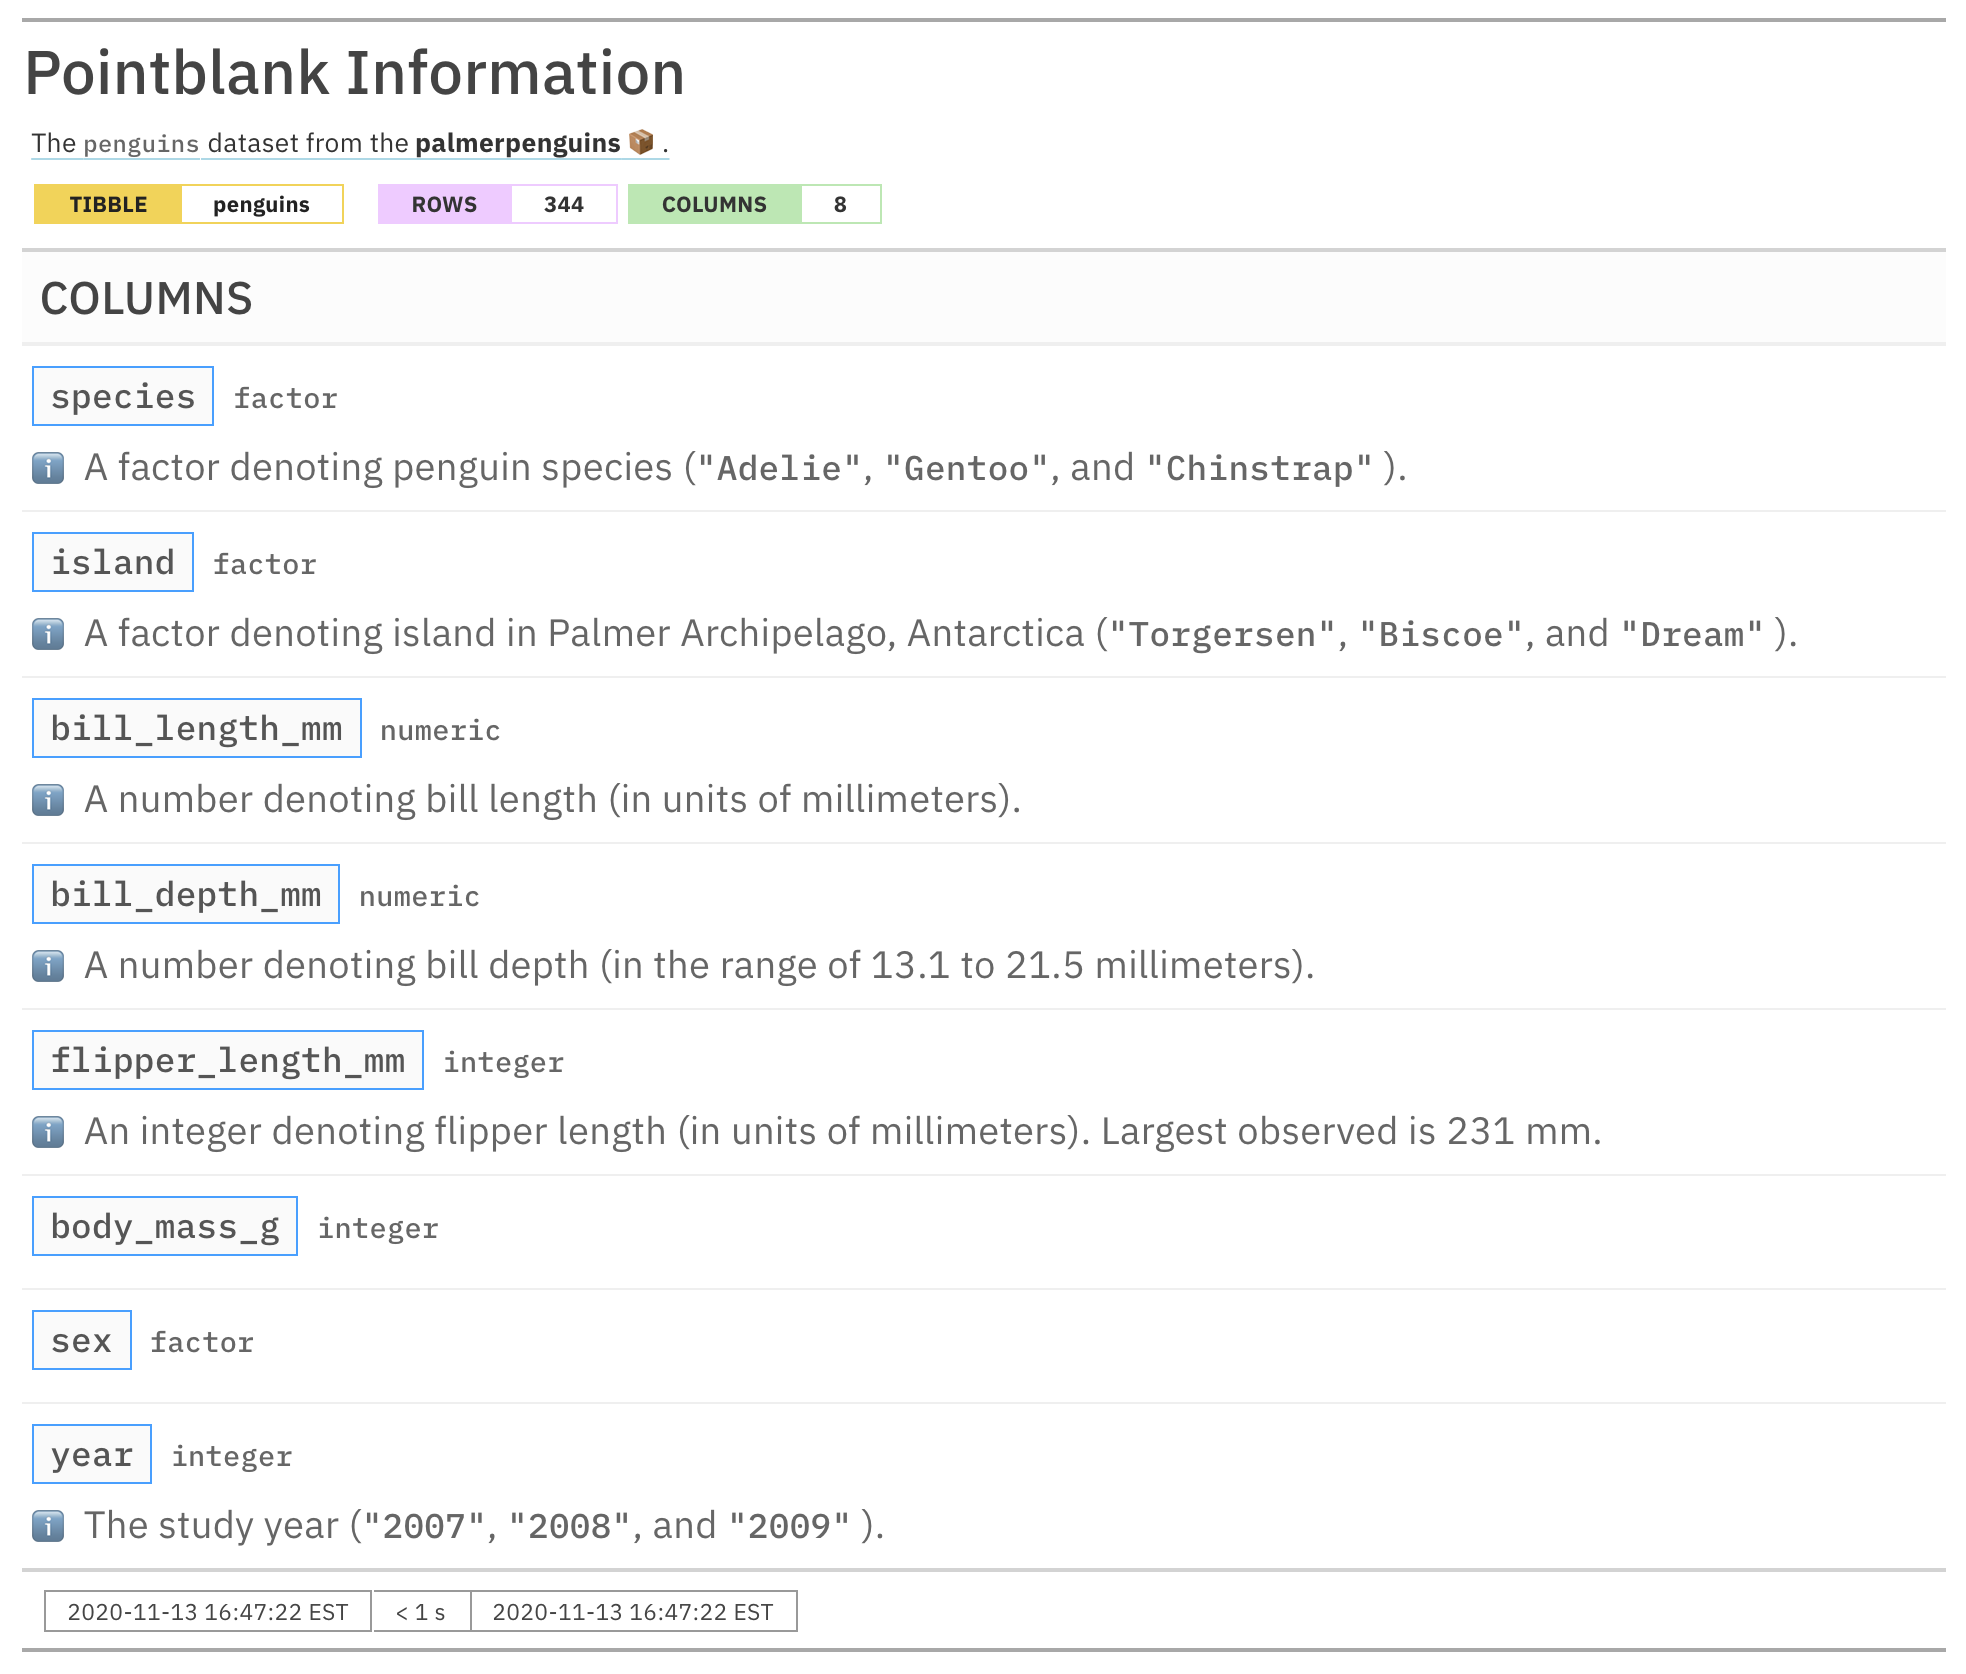 Pointblank Information
The penguins dataset from the palmerpenguins 📦 .
TIBBLE penguins ROWS 344 COLUMNS 8
COLUMNS
species factor
ℹ️ A factor denoting penguin species ("Adelie", "Gentoo", and "Chinstrap" ).
island factor
ℹ️ A factor denoting island in Palmer Archipelago, Antarctica ("Torgersen", "Biscoe", and "Dream" ).
bill_length_mm numeric
ℹ️ A number denoting bill length (in units of millimeters).
bill_depth_mm numeric
ℹ️ A number denoting bill depth (in the range of 13.1 to 21.5 millimeters).
flipper_length_mm integer
ℹ️ An integer denoting flipper length (in units of millimeters). Largest observed is 231 mm.
body_mass_g integer
sex factor
year integer
ℹ️ The study year ("2007", "2008", and "2009" ).
2020-11-13 16:47:22 EST < 1 s 2020-11-13 16:47:22 EST